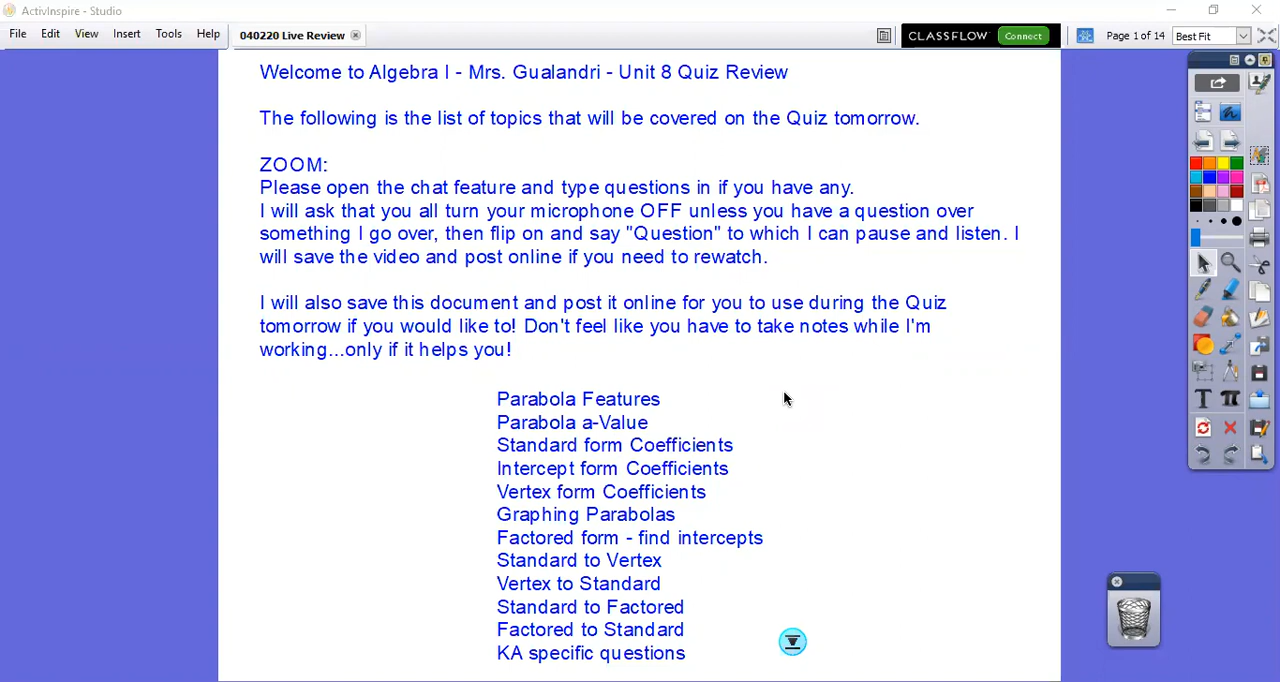 ActivInspire - Studio
File Edit View Insert Tools Help
040220 Live Review
CLASSFLOW Connect
Page 1 of 14
Best Fit
Welcome to Algebra I - Mrs. Gualandri - Unit 8 Quiz Review
The following is the list of topics that will be covered on the Quiz tomorrow.
ZOOM:
Please open the chat feature and type questions in if you have any.
I will ask that you all turn your microphone OFF unless you have a question over
something I go over, then flip on and say "Question" to which I can pause and listen. I
will save the video and post online if you need to rewatch.
I will also save this document and post it online for you to use during the Quiz
tomorrow if you would like to! Don't feel like you have to take notes while I'm
working...only if it helps you!
Parabola Features
Parabola a-Value
Standard form Coefficients
Intercept form Coefficients
Vertex form Coefficients
Graphing Parabolas
Factored form - find intercepts
Standard to Vertex
Vertex to Standard
Standard to Factored
Factored to Standard
KA specific questions